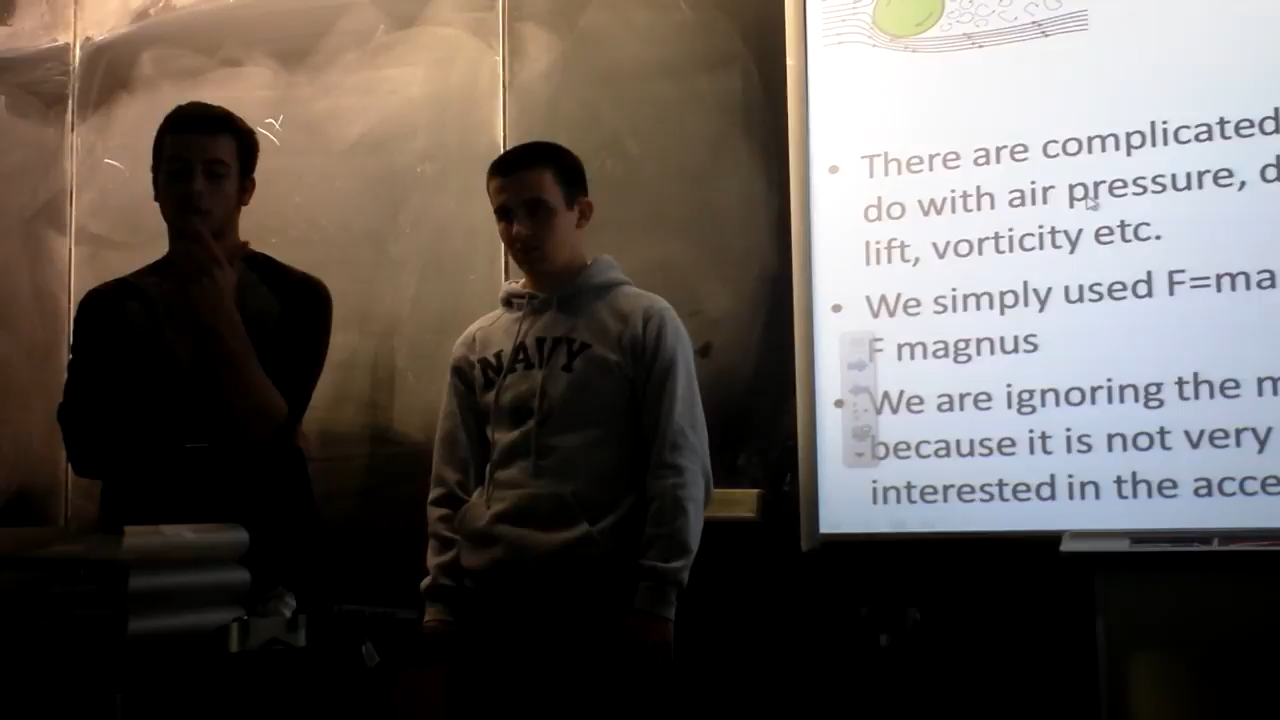 NAVY
• There are complicated
do with air pressure, d
lift, vorticity etc.
• We simply used F=ma
F magnus
• We are ignoring the m
because it is not very
interested in the acce